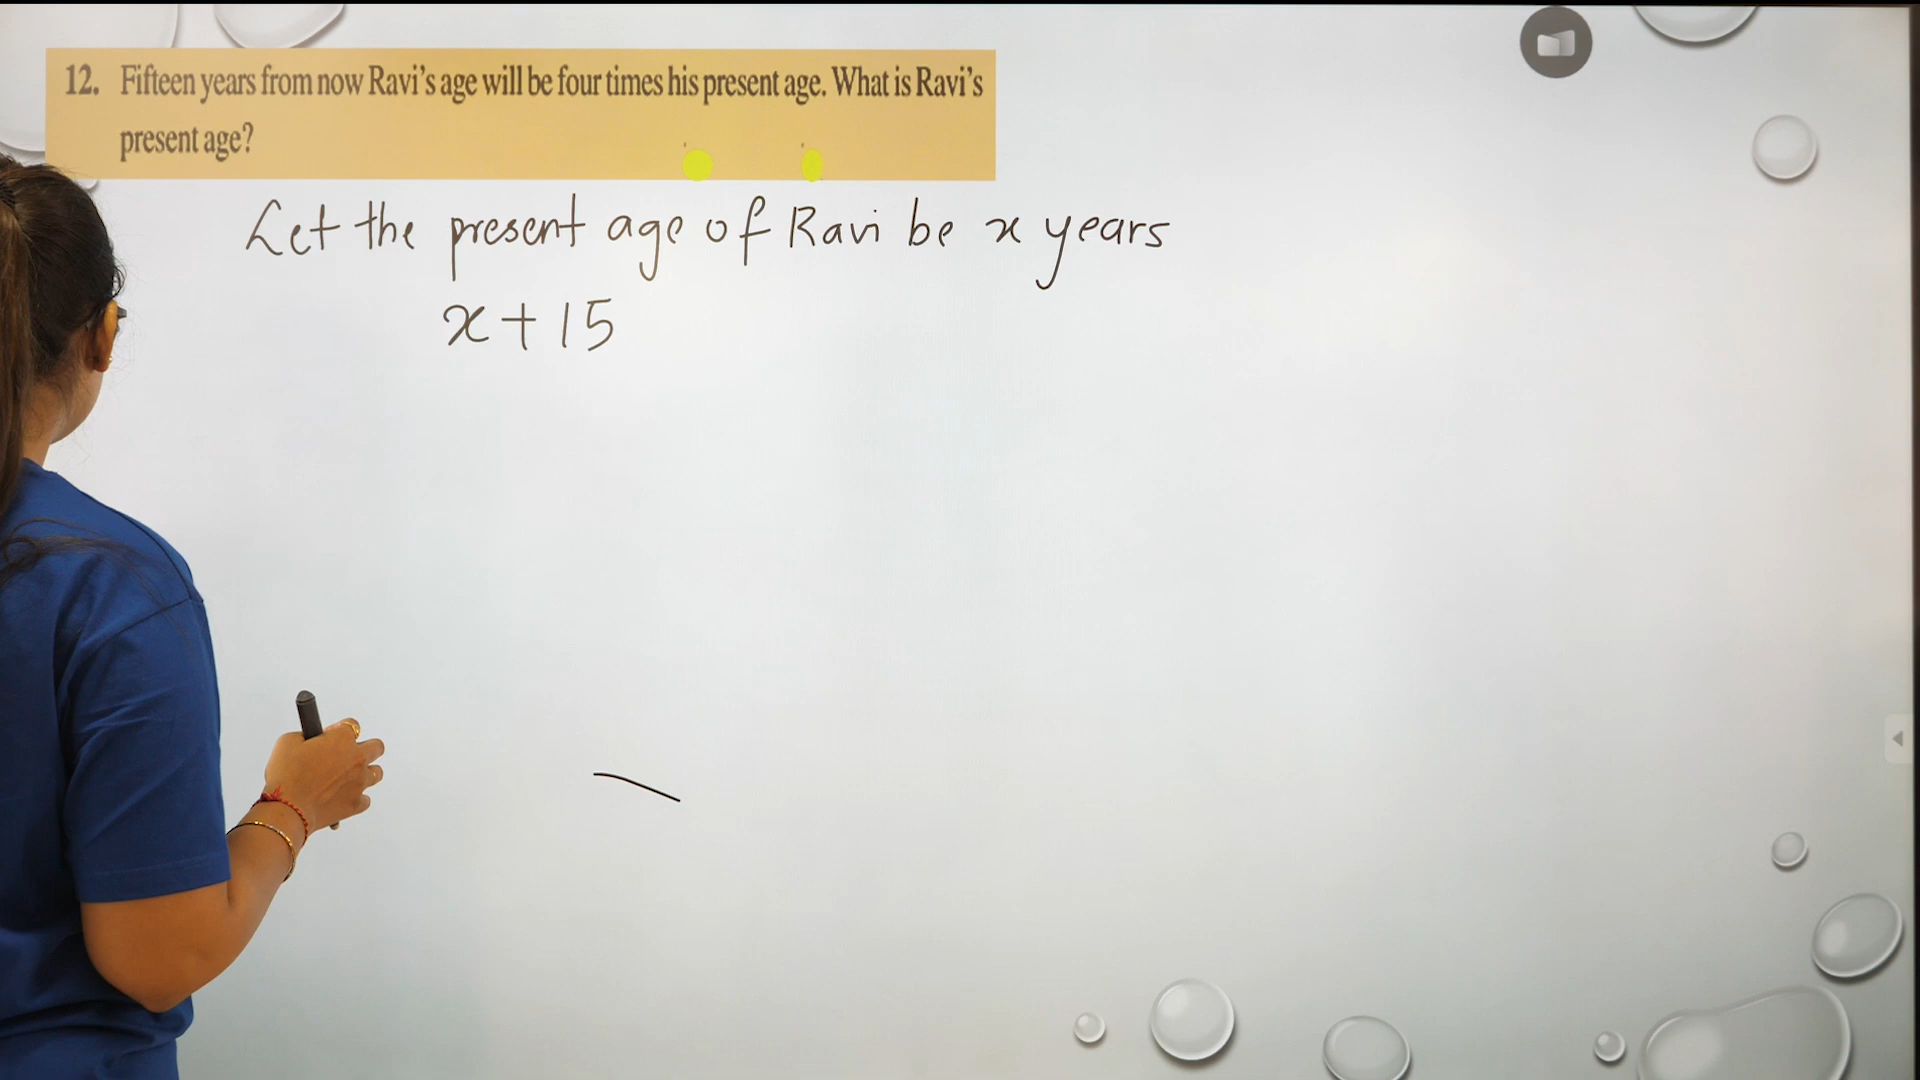 12. Fifteen years from now Ravi's age will be four times his present age. What is Ravi's
present age?
Let the present age of Ravi be x years
x+15